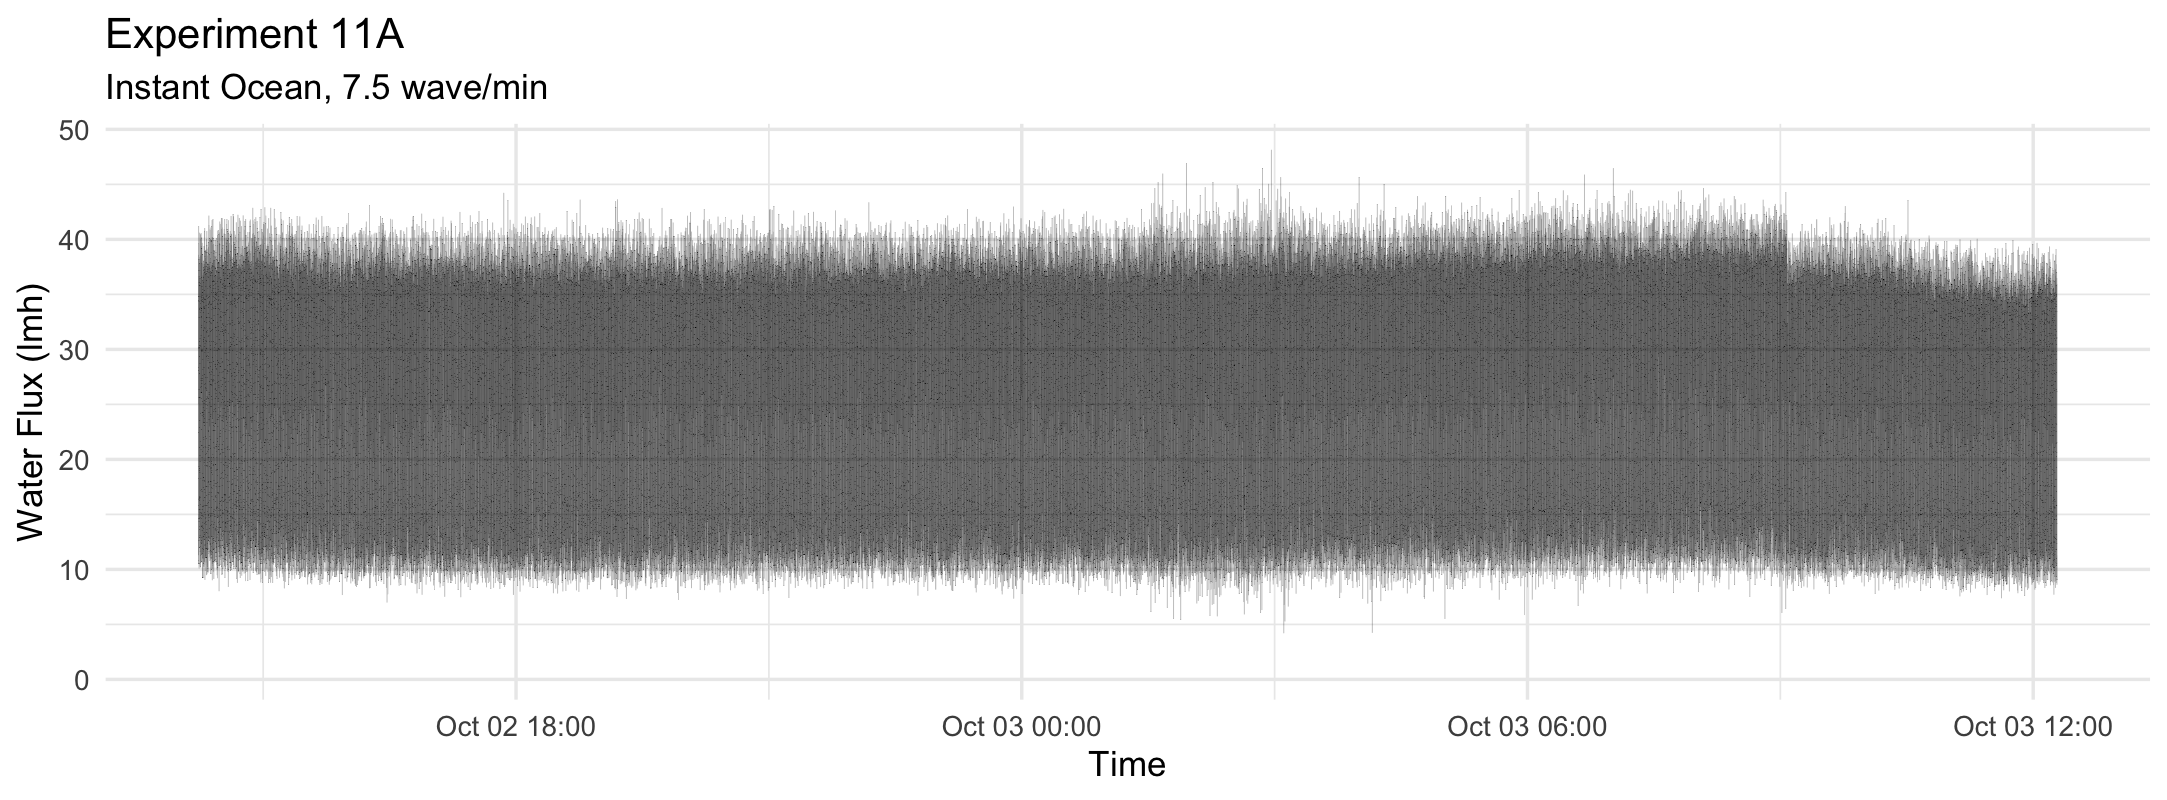 Experiment 11A
Instant Ocean, 7.5 wave/min
50
40
30
20
10
0
Water Flux (lmh)
Oct 02 18:00 Oct 03 00:00 Oct 03 06:00 Oct 03 12:00
Time